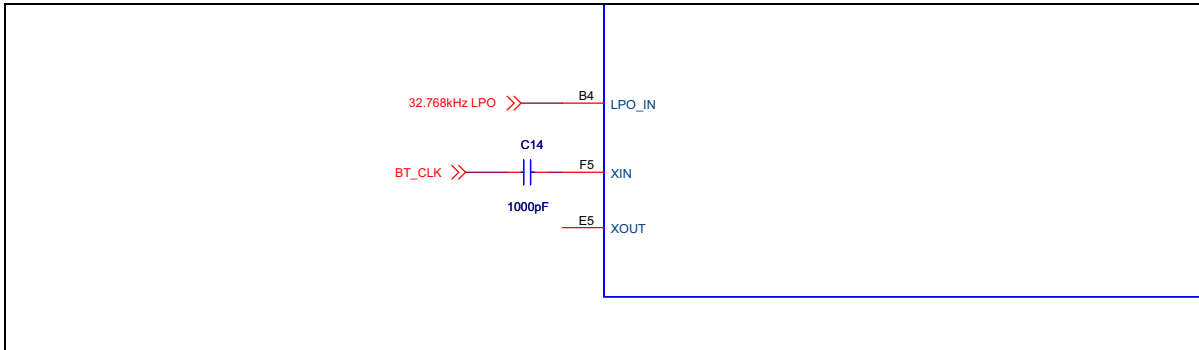 32.768kHz LPO
B4
LPO_IN
C14
BT_CLK
F5
XIN
1000pF
E5
XOUT